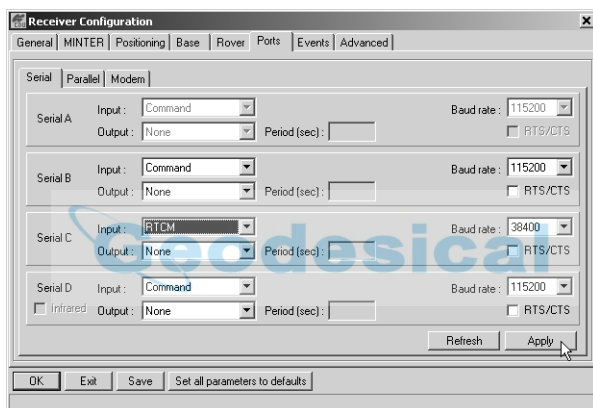 Receiver Configuration
General MINTER Positioning Base Rover Ports Events Advanced
Serial Parallel Modem
Serial A Input : Command Baud rate : 115200
Output : None Period (sec) : RTS/CTS
Serial B Input : Command Baud rate : 115200
Output : None Period (sec) : RTS/CTS
Serial C Input : RTCM Baud rate : 38400
Output : None Period (sec) : RTS/CTS
Geodesical
Serial D Input : Command Baud rate : 115200
Infrared Output : None Period (sec) : RTS/CTS
Refresh Apply
OK Exit Save Set all parameters to defaults